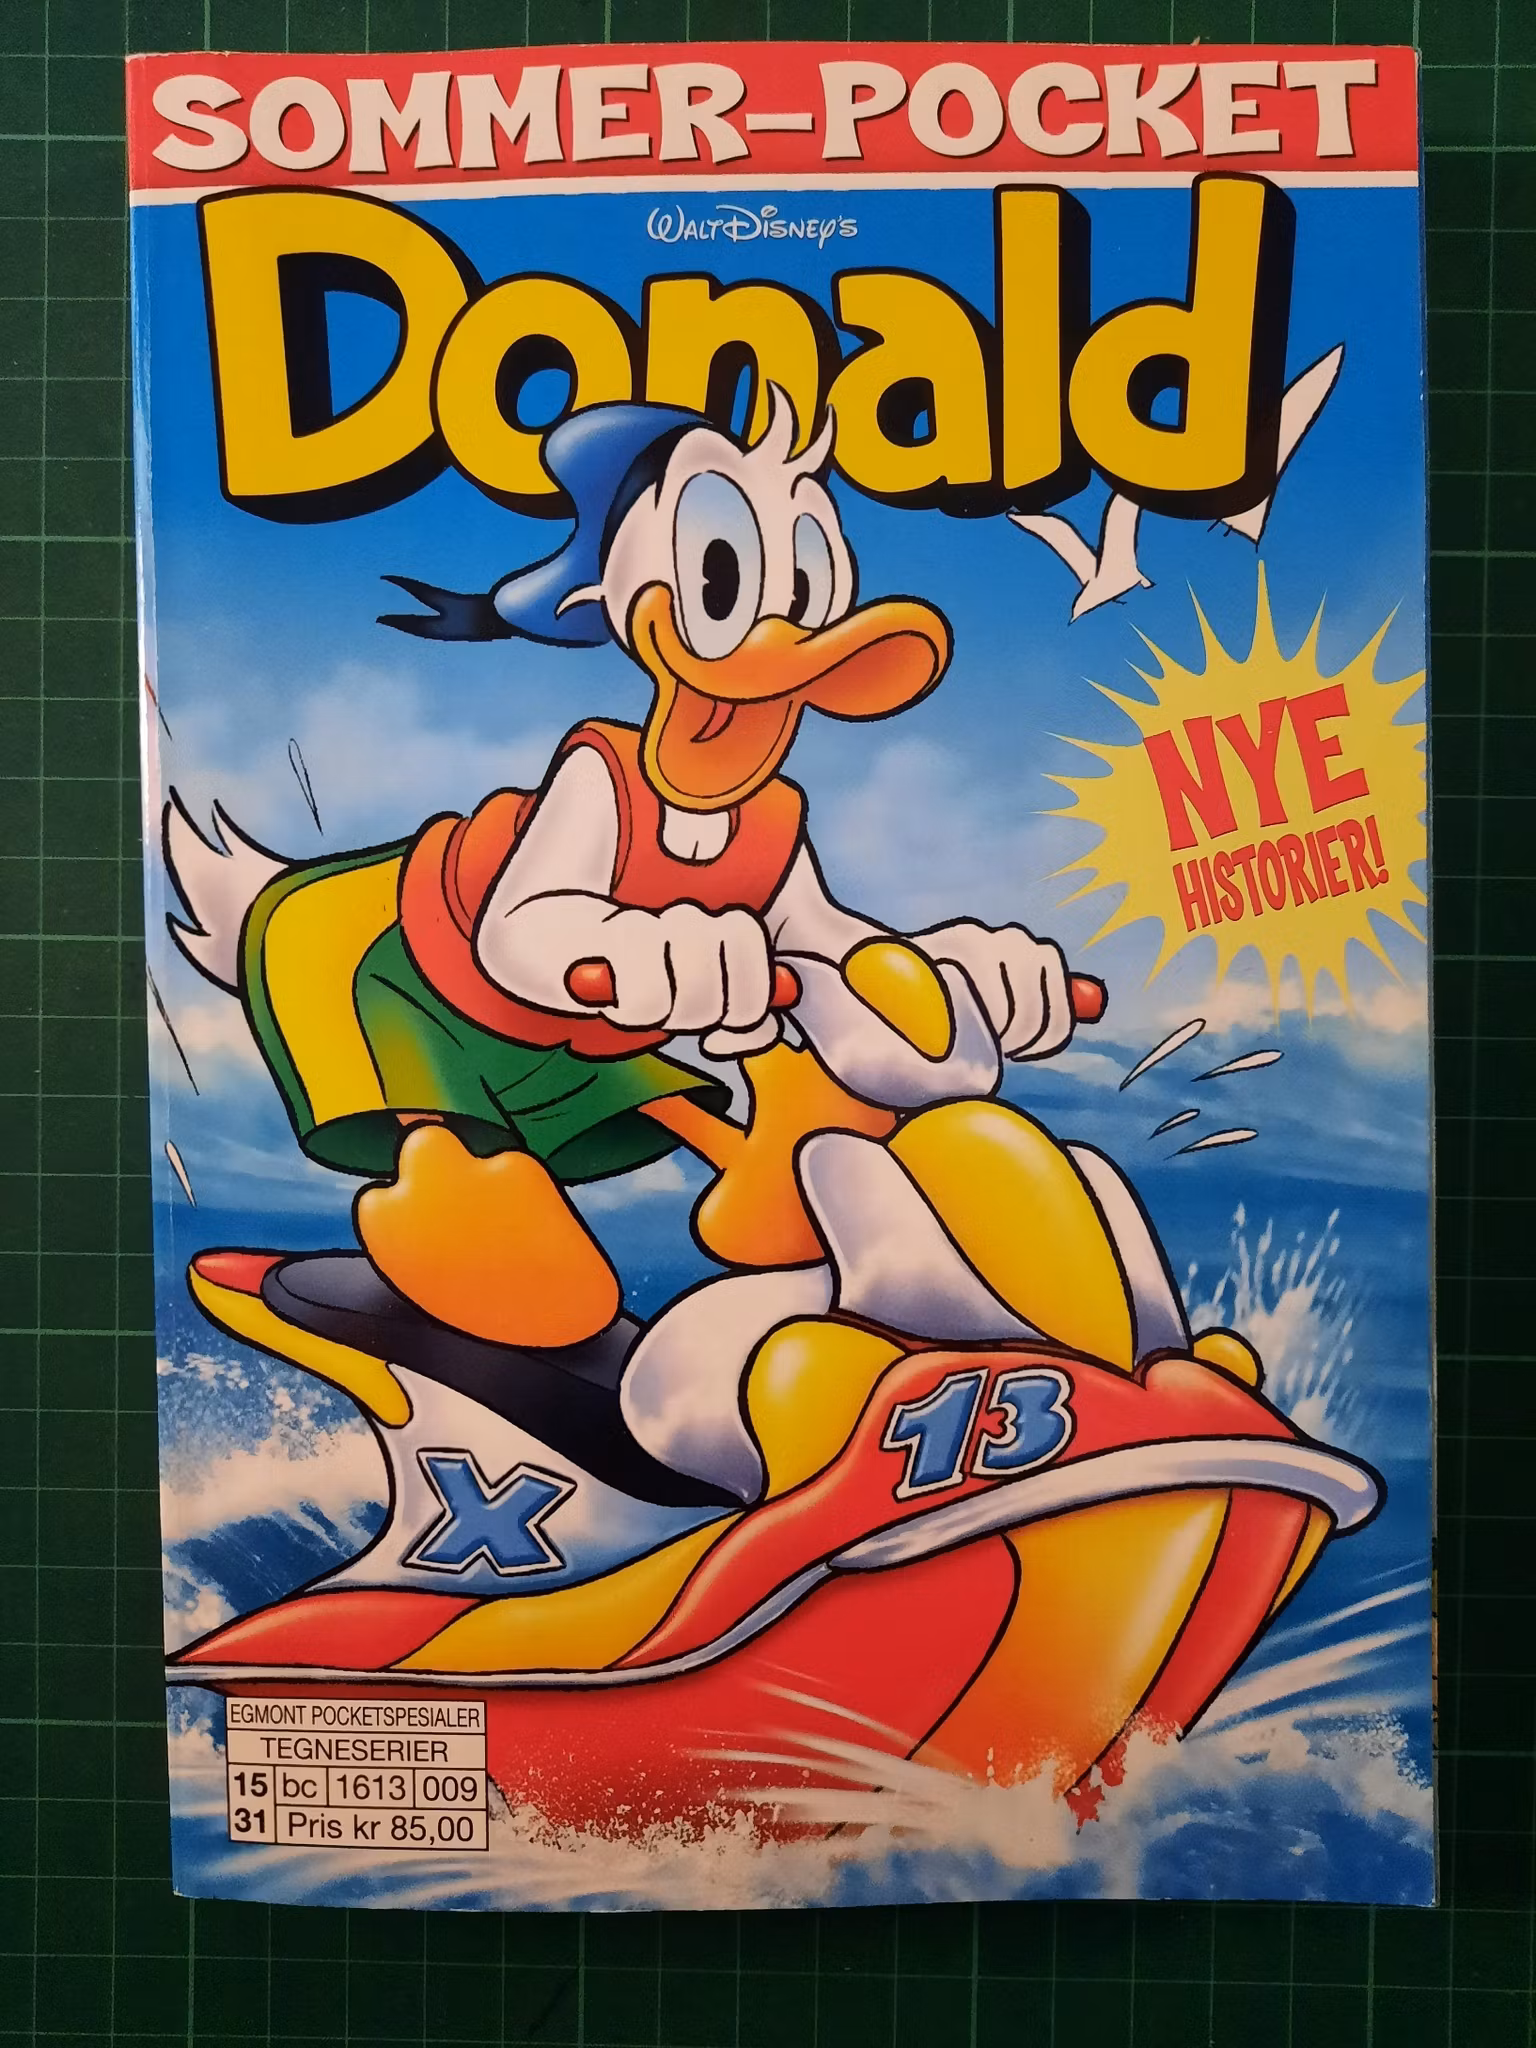 SOMMER-POCKET
WALT DISNEY'S
Donald
NYE
HISTORIER!
13
X
EGMONT POCKETSPESIALER
TEGNESERIER
15 bc 1613 009
31 Pris kr 85,00